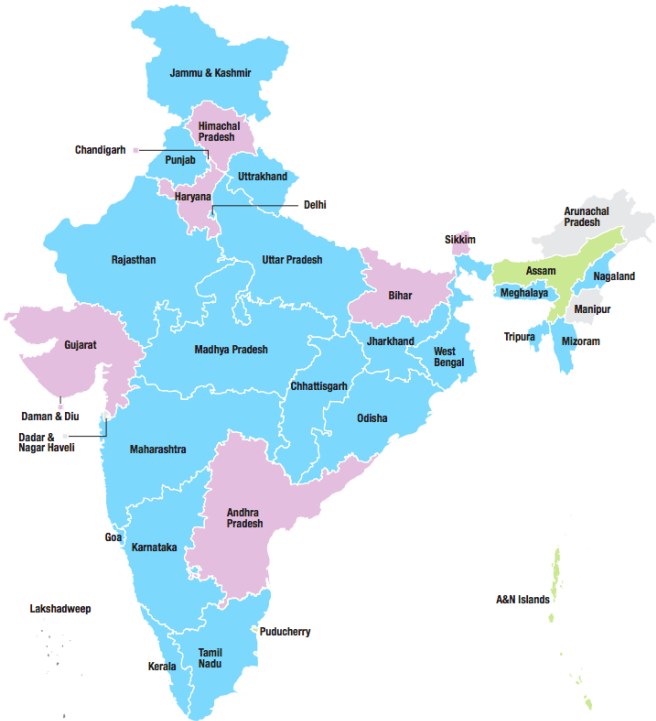 Jammu & Kashmir
Himachal
Pradesh
Chandigarh
Punjab
Uttrakhand
Haryana
Delhi
Arunachal
Pradesh
Sikkim
Rajasthan
Uttar Pradesh
Assam
Nagaland
Bihar
Meghalaya
Manipur
Gujarat
Jharkhand
Tripura
Mizoram
Madhya Pradesh
West
Bengal
Chhattisgarh
Daman & Diu
Odisha
Dadar &
Nagar Haveli
Maharashtra
Andhra
Pradesh
Goa
Karnataka
A&N Islands
Lakshadweep
Puducherry
Kerala
Tamil
Nadu